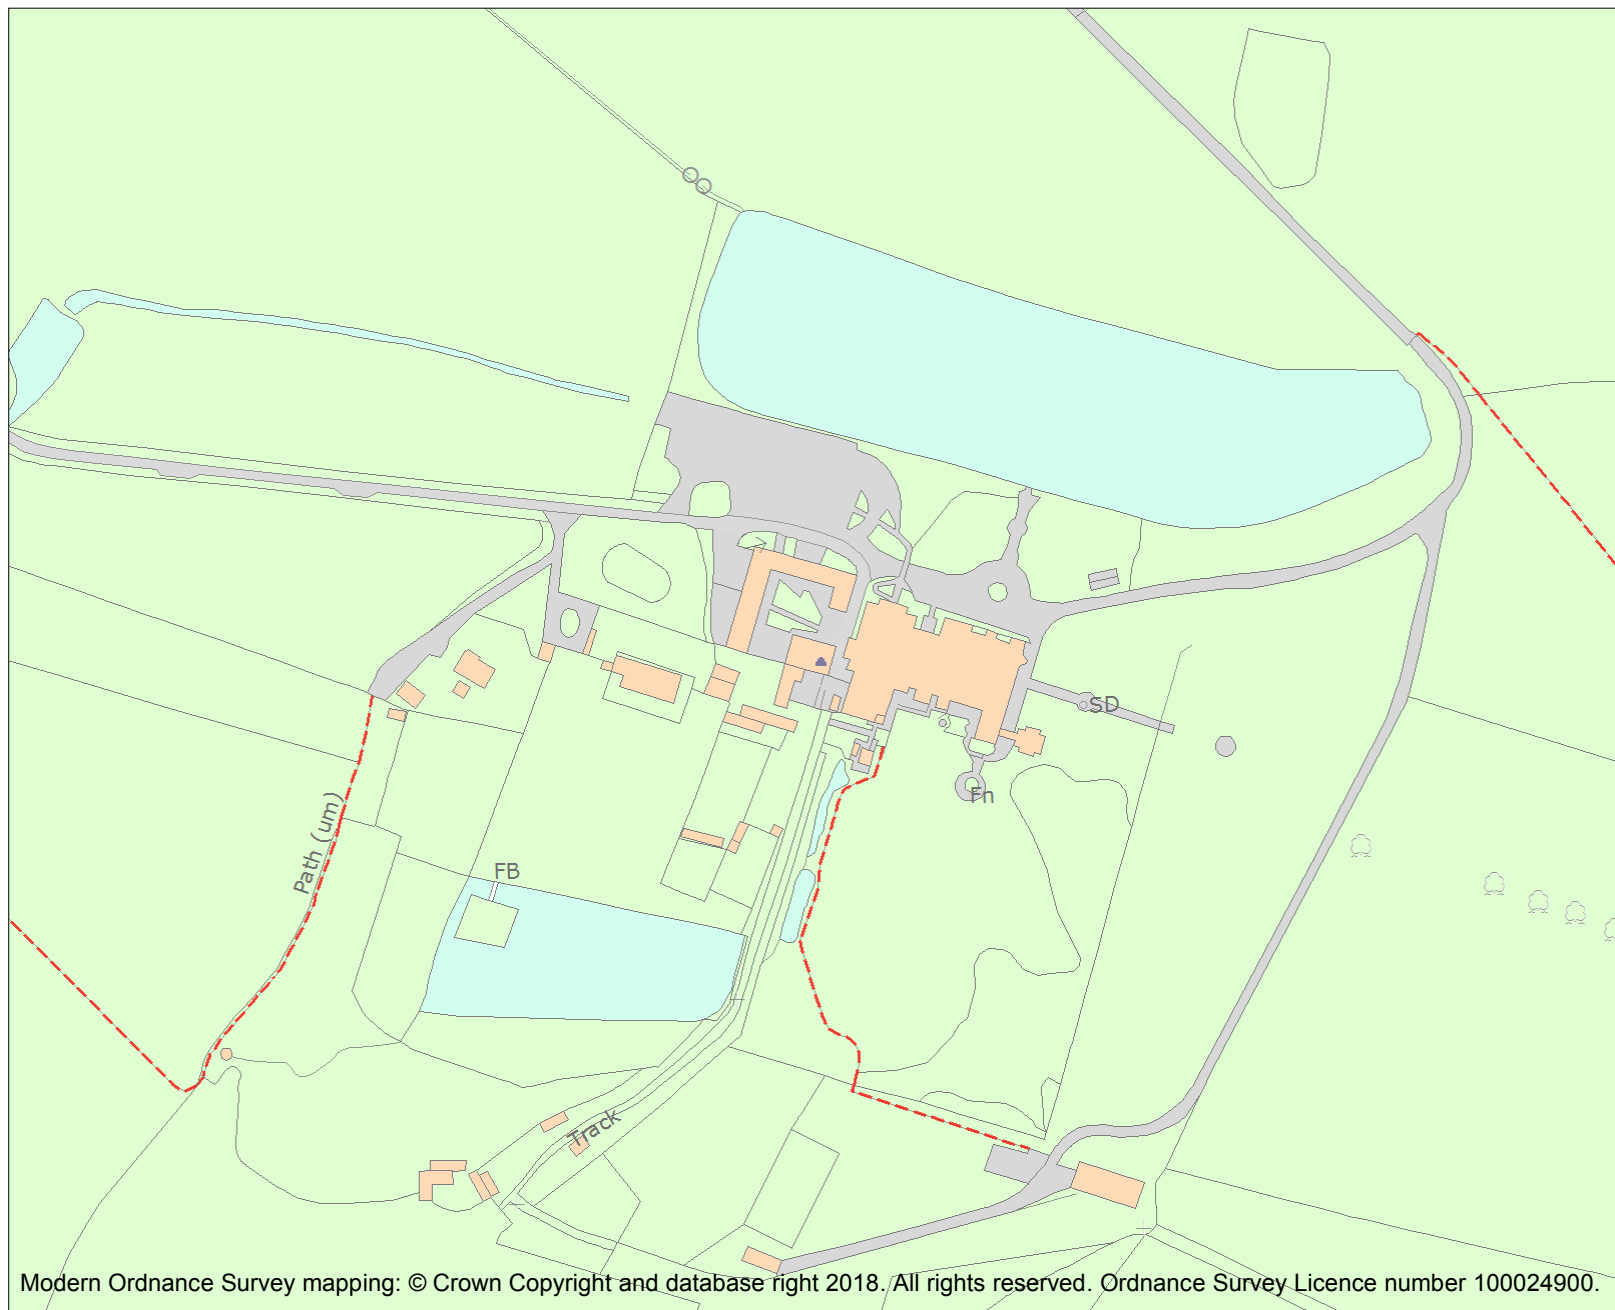 SD
Fn
Path (um)
FB
Track
Modern Ordnance Survey mapping: © Crown Copyright and database right 2018. All rights reserved. Ordnance Survey Licence number 100024900.